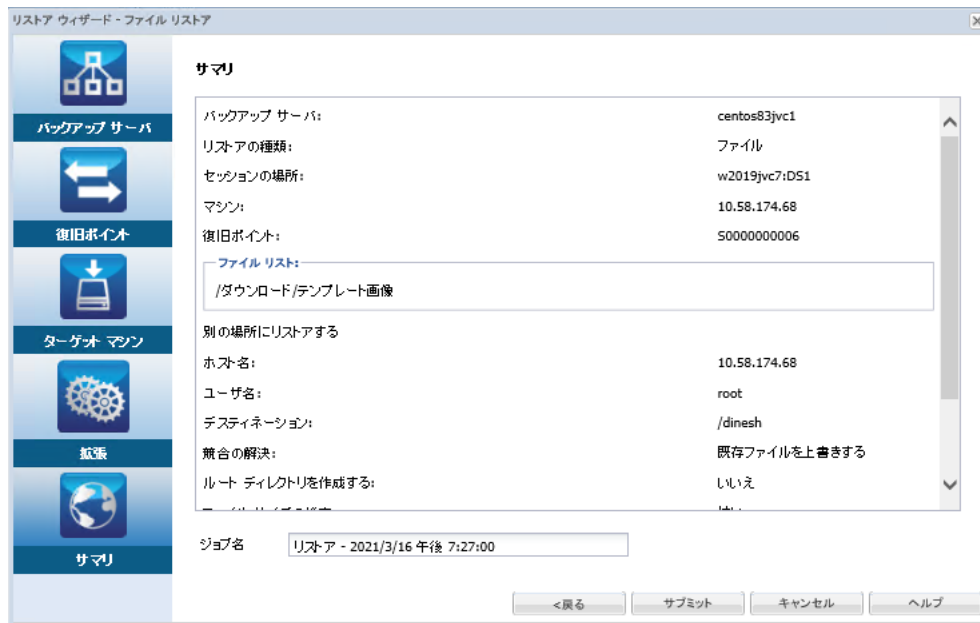 リストア ウィザード - ファイル リストア
バックアップ サーバ
復旧ポイント
ターゲット マシン
拡張
サマリ
サマリ
バックアップ サーバ: centos83jvc1
リストアの種類: ファイル
セッションの場所: w2019jvc7:DS1
マシン: 10.58.174.68
復旧ポイント: S0000000006
ファイル リスト:
/ダウンロード/テンプレート画像
別の場所にリストアする
ホスト名: 10.58.174.68
ユーザ名: root
デスティネーション: /dinesh
競合の解決: 既存ファイルを上書きする
ルート ディレクトリを作成する: いいえ
ジョブ名 リストア - 2021/3/16 午後 7:27:00
<戻る サブミット キャンセル ヘルプ